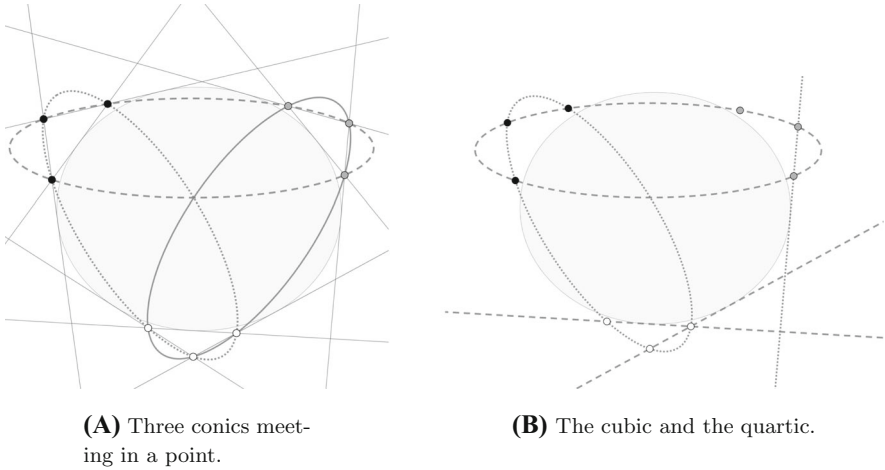 (A) Three conics meet-
ing in a point.
(B) The cubic and the quartic.